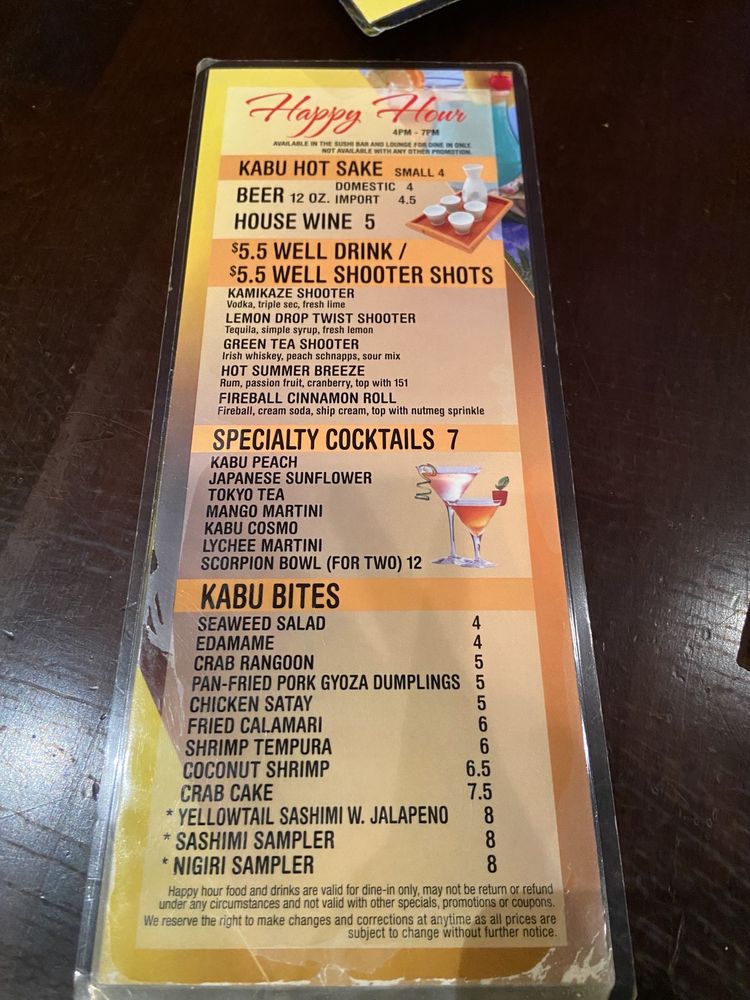 Happy Hour
4PM - 7PM
AVAILABLE IN THE SUSHI BAR AND LOUNGE FOR DINE IN ONLY.
NOT AVAILABLE WITH ANY OTHER PROMOTION.
KABU HOT SAKE SMALL 4
BEER 12 OZ. DOMESTIC 4
IMPORT 4.5
HOUSE WINE 5
$5.5 WELL DRINK /
$5.5 WELL SHOOTER SHOTS
KAMIKAZE SHOOTER
Vodka, triple sec, fresh lime
LEMON DROP TWIST SHOOTER
Tequila, simple syrup, fresh lemon
GREEN TEA SHOOTER
Irish whiskey, peach schnapps, sour mix
HOT SUMMER BREEZE
Rum, passion fruit, cranberry, top with 151
FIREBALL CINNAMON ROLL
Fireball, cream soda, ship cream, top with nutmeg sprinkle
SPECIALTY COCKTAILS 7
KABU PEACH
JAPANESE SUNFLOWER
TOKYO TEA
MANGO MARTINI
KABU COSMO
LYCHEE MARTINI
SCORPION BOWL (FOR TWO) 12
KABU BITES
SEAWEED SALAD 4
EDAMAME 4
CRAB RANGOON 5
PAN-FRIED PORK GYOZA DUMPLINGS 5
CHICKEN SATAY 5
FRIED CALAMARI 6
SHRIMP TEMPURA 6
COCONUT SHRIMP 6.5
CRAB CAKE 7.5
* YELLOWTAIL SASHIMI W. JALAPENO 8
* SASHIMI SAMPLER 8
* NIGIRI SAMPLER 8
Happy hour food and drinks are valid for dine-in only, may not be return or refund
under any circumstances and not valid with other specials, promotions or coupons.
We reserve the right to make changes and corrections at anytime as all prices are
subject to change without further notice.